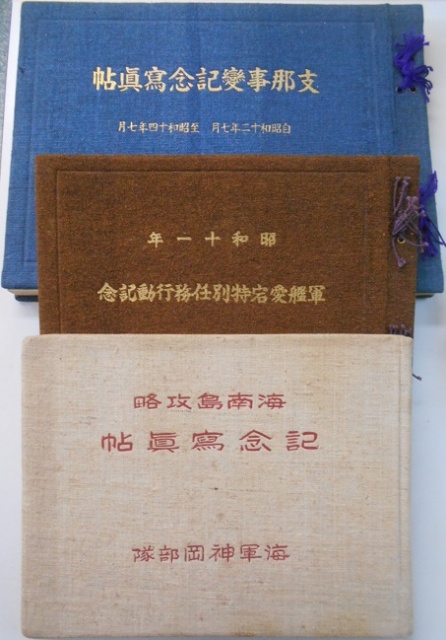 支那事變記念寫眞帖
自昭和十二年七月 至昭和十四年七月
昭和十一年
軍艦愛宕特別任務行動記念
海南島攻略
記念寫眞帖
海軍神岡部隊